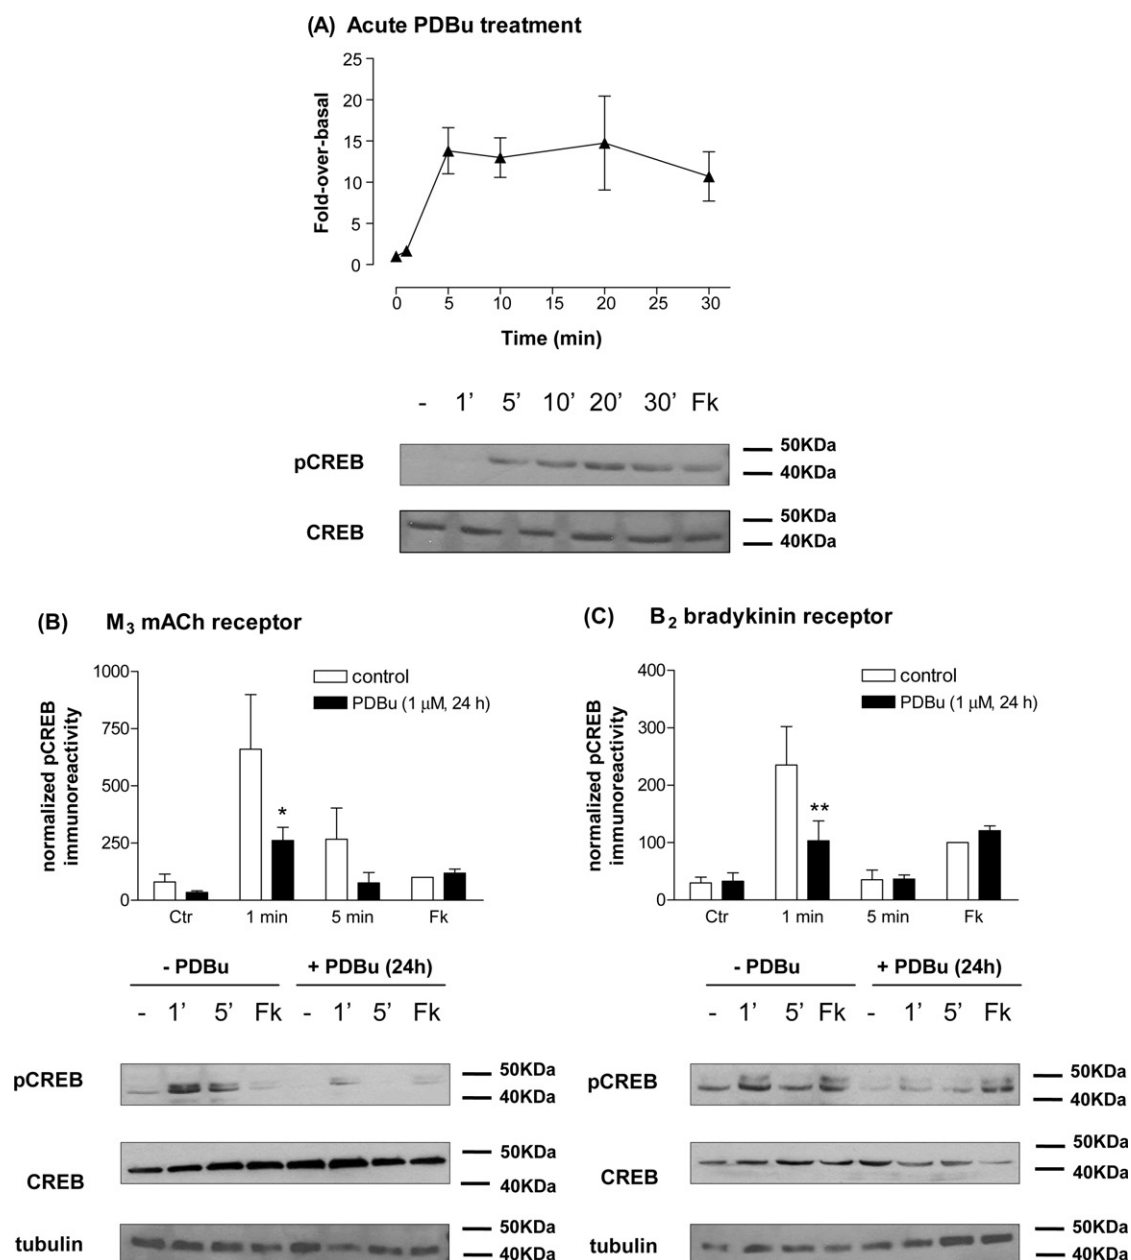 (A) Acute PDBu treatment
25
20
15
10
5
0
Fold-over-basal
0 5 10 15 20 25 30
Time (min)
- 1’ 5’ 10’ 20’ 30’ Fk
pCREB
50KDa
40KDa
CREB
50KDa
40KDa
(B) M3 mACh receptor
1000
750
500
250
0
normalized pCREB
immunoreactivity
control
PDBu (1 µM, 24 h)
*
Ctr 1 min 5 min Fk
- PDBu + PDBu (24h)
- 1’ 5’ Fk - 1’ 5’ Fk
pCREB
50KDa
40KDa
CREB
50KDa
40KDa
tubulin
50KDa
40KDa
(C) B2 bradykinin receptor
400
300
200
100
0
normalized pCREB
immunoreactivity
control
PDBu (1 µM, 24 h)
**
Ctr 1 min 5 min Fk
- PDBu + PDBu (24h)
- 1’ 5’ Fk - 1’ 5’ Fk
pCREB
50KDa
40KDa
CREB
50KDa
40KDa
tubulin
50KDa
40KDa